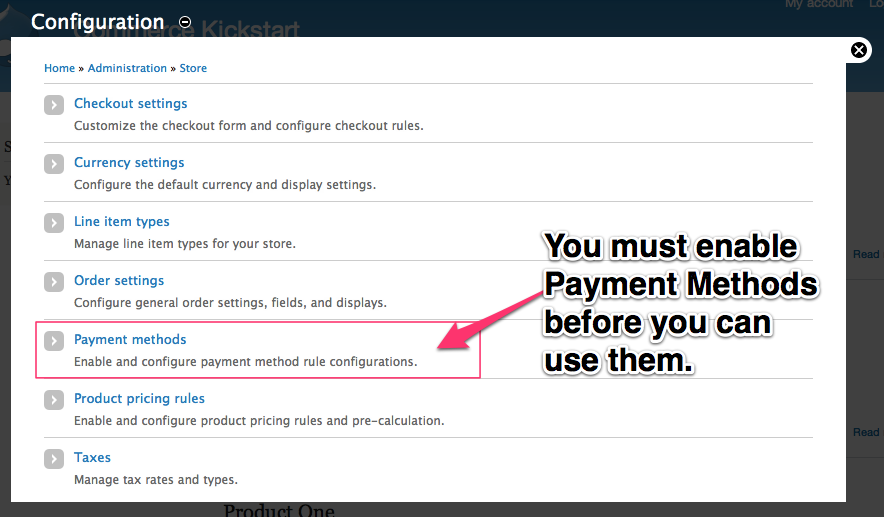 My account
Configuration
Commerce Kickstart
Home » Administration » Store
Checkout settings
Customize the checkout form and configure checkout rules.
Currency settings
Configure the default currency and display settings.
Line item types
Manage line item types for your store.
Order settings
Configure general order settings, fields, and displays.
Payment methods
Enable and configure payment method rule configurations.
Product pricing rules
Enable and configure product pricing rules and pre-calculation.
Taxes
Manage tax rates and types.
You must enable
Payment Methods
before you can
use them.
Read
Read
Product One